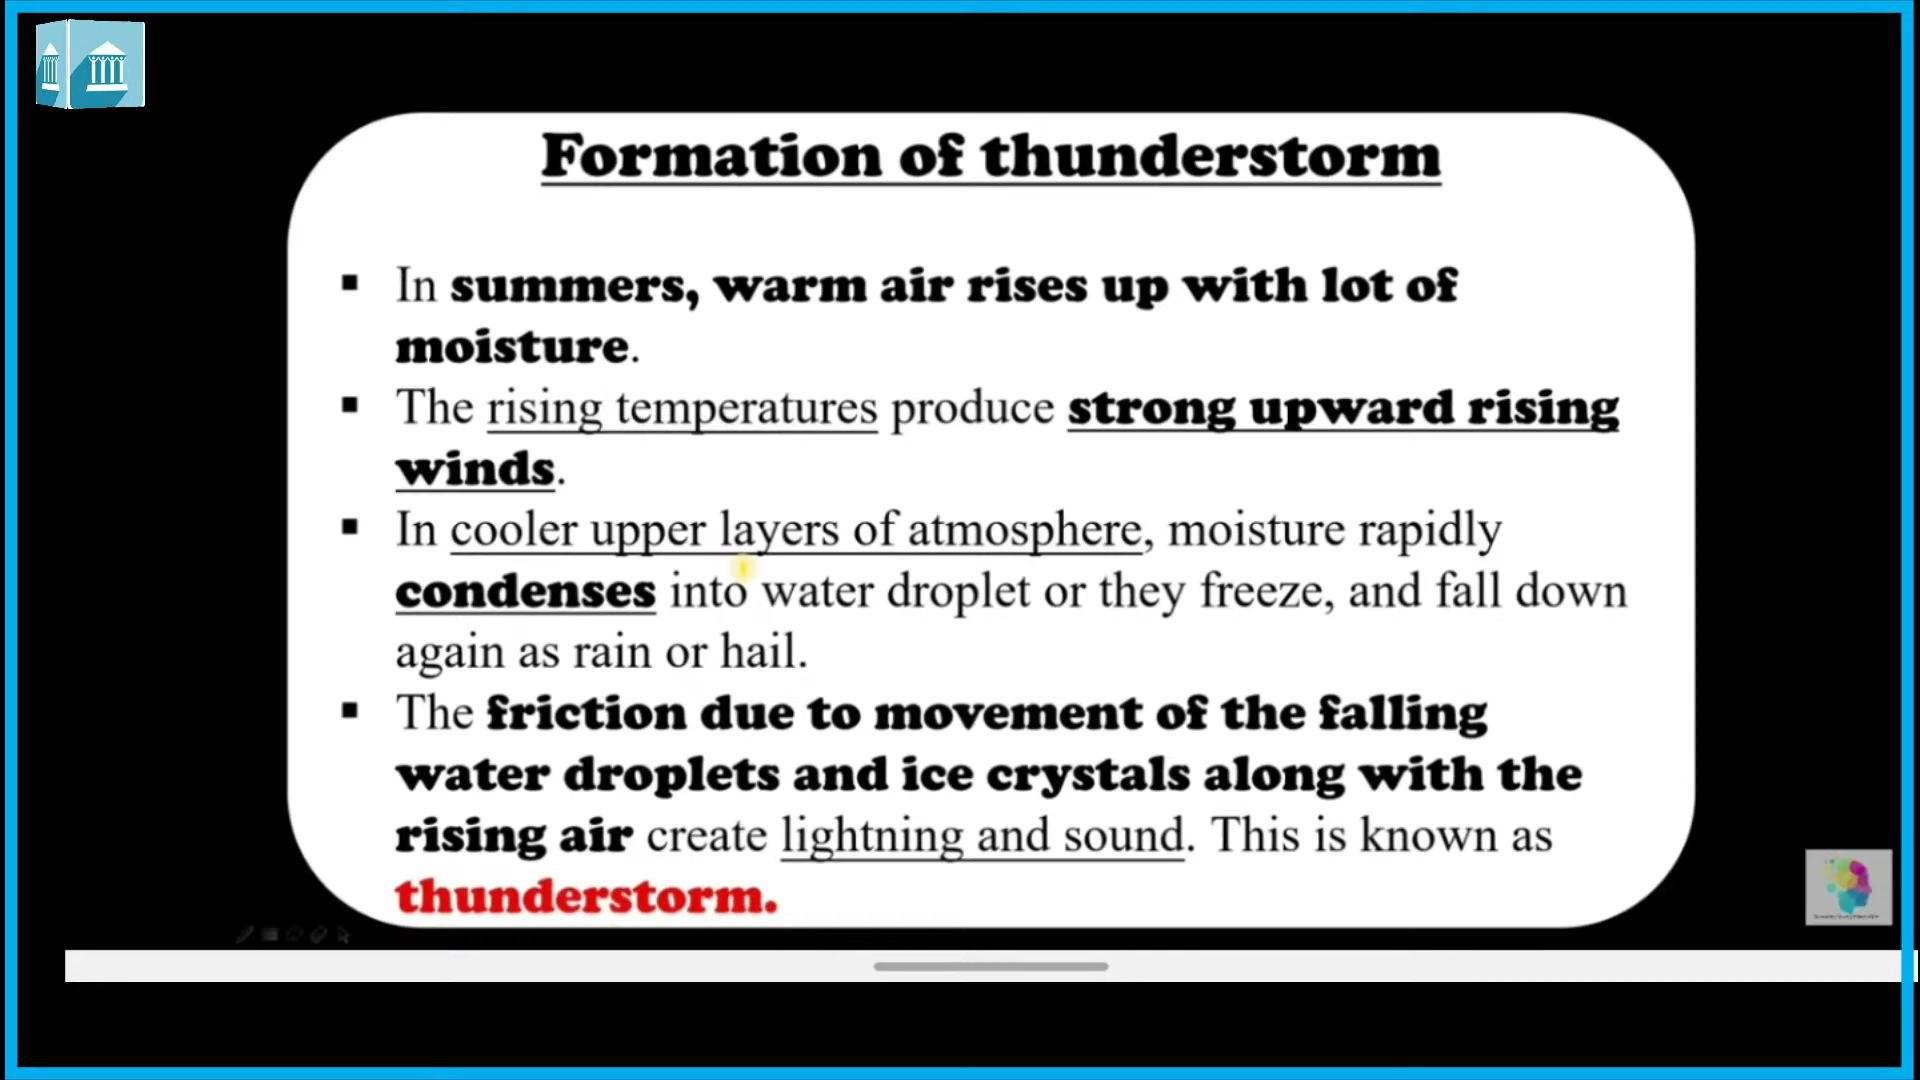 Formation of thunderstorm
▪ In summers, warm air rises up with lot of
moisture.
▪ The rising temperatures produce strong upward rising
winds.
▪ In cooler upper layers of atmosphere, moisture rapidly
condenses into water droplet or they freeze, and fall down
again as rain or hail.
▪ The friction due to movement of the falling
water droplets and ice crystals along with the
rising air create lightning and sound. This is known as
thunderstorm.